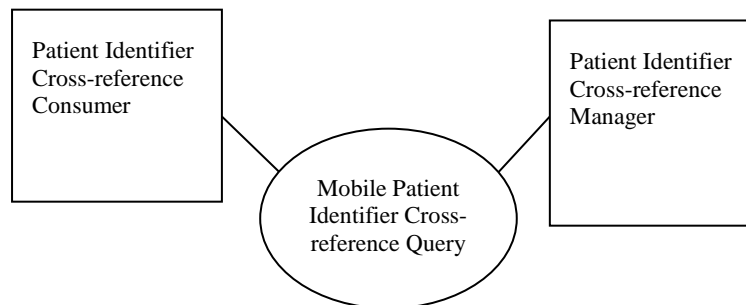 Patient Identifier
Cross-reference
Consumer
Patient Identifier
Cross-reference
Manager
Mobile Patient
Identifier Cross-
reference Query